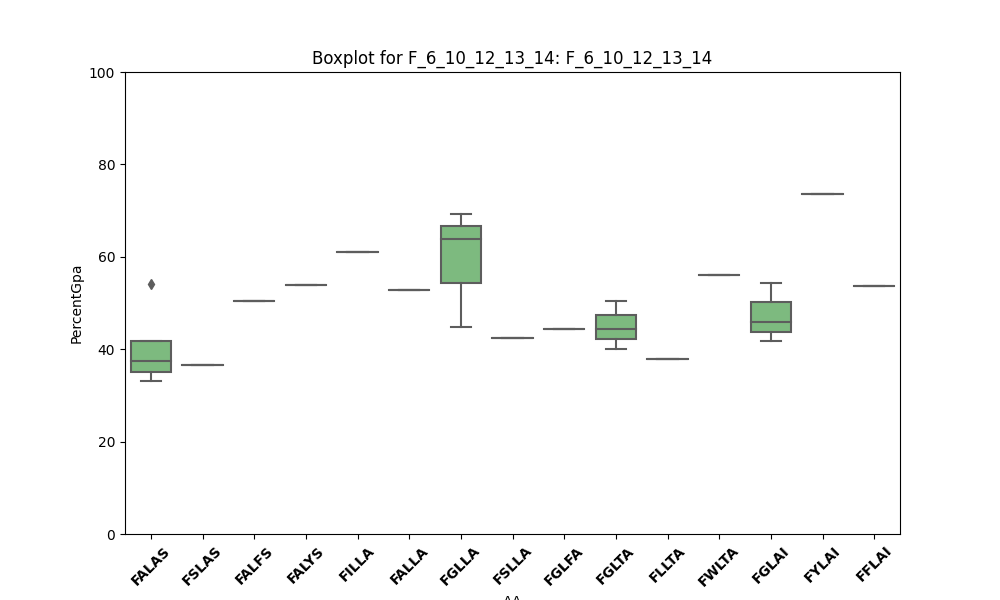 Boxplot for F_6_10_12_13_14: F_6_10_12_13_14
PercentGpa
100
80
60
40
20
0
FALAS
FSLAS
FALFS
FALYS
FILLA
FALLA
FGLLA
FSLLA
FGLFA
FGLTA
FLLTA
FWLTA
FGLAI
FYLAI
FFLAI
AA